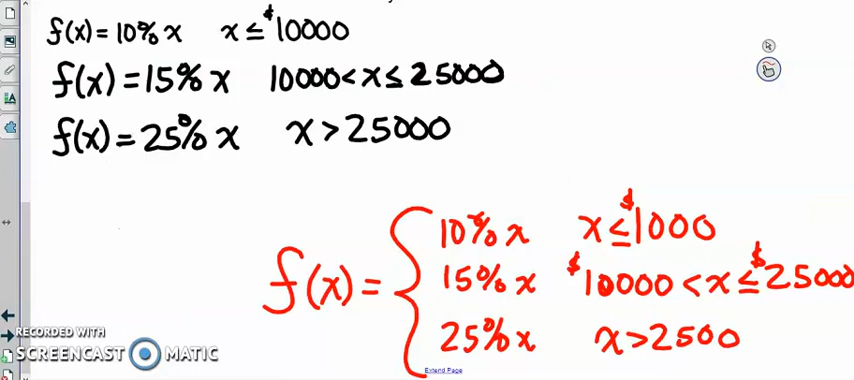 f(x) = 10% x x ≤ $10000
f(x) = 15% x 10000 < x ≤ 25000
f(x) = 25% x x > 25000
10% x x ≤ $1000
f(x) = { 15% x $10000 < x ≤ $25000
25% x x > 2500
Extend Page
RECORDED WITH
SCREENCAST MATIC